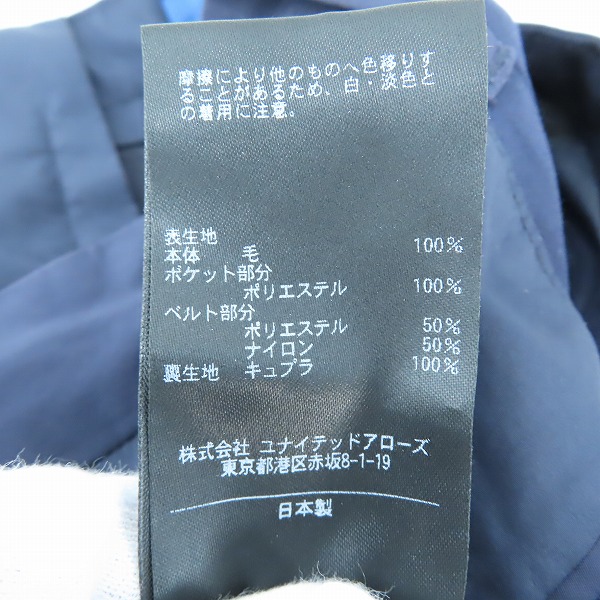 摩擦により他のものへ色移りす
ることがあるため、白・淡色と
の着用に注意。
表生地
本体 毛 100%
ポケット部分
ポリエステル 100%
ベルト部分
ポリエステル 50%
ナイロン 50%
裏生地 キュプラ 100%
株式会社 ユナイテッドアローズ
東京都港区赤坂8-1-19
日本製